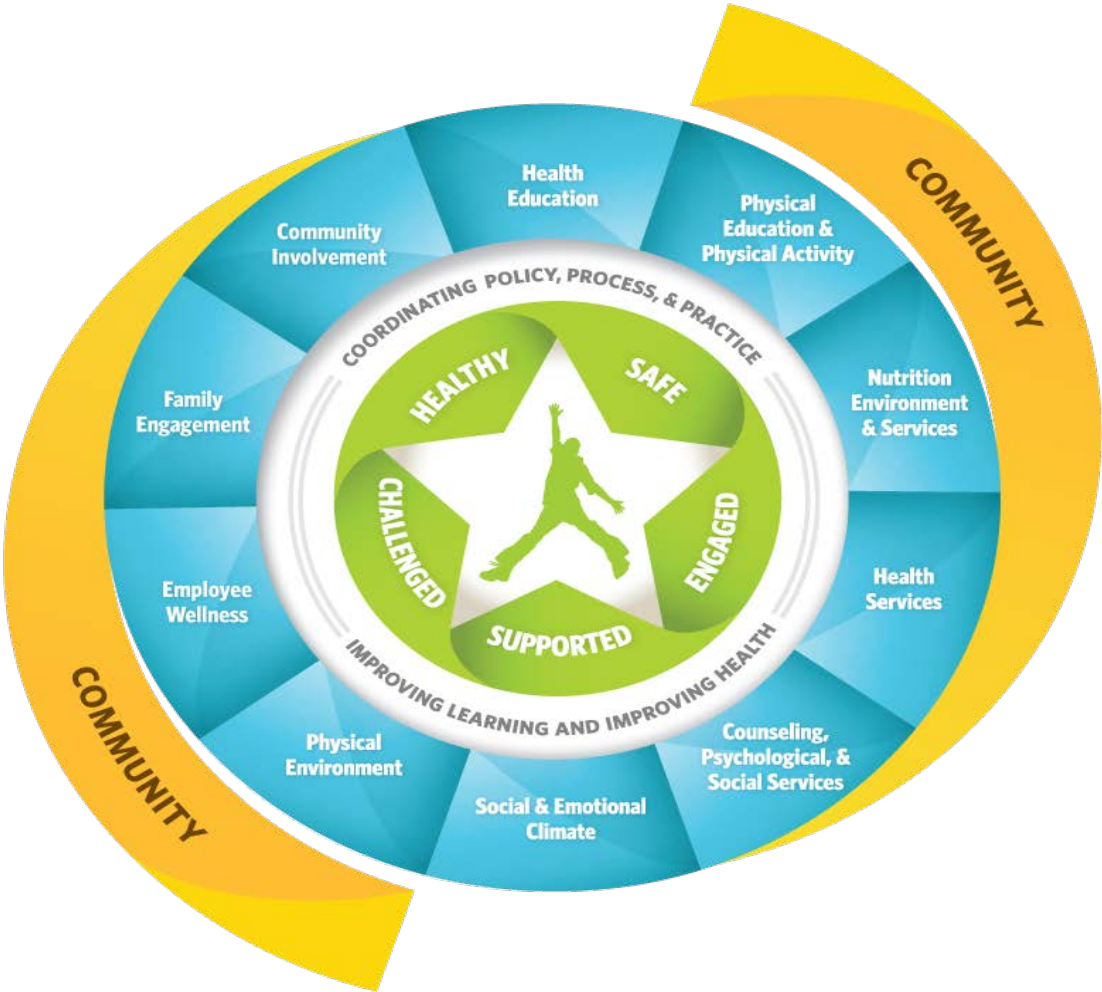 COMMUNITY
Health
Education
Physical
Education &
Physical Activity
Nutrition
Environment
& Services
Health
Services
Counseling,
Psychological, &
Social Services
Social & Emotional
Climate
Physical
Environment
Employee
Wellness
Family
Engagement
Community
Involvement
COORDINATING POLICY, PROCESS, & PRACTICE
IMPROVING LEARNING AND IMPROVING HEALTH
HEALTHY
SAFE
ENGAGED
SUPPORTED
CHALLENGED
COMMUNITY